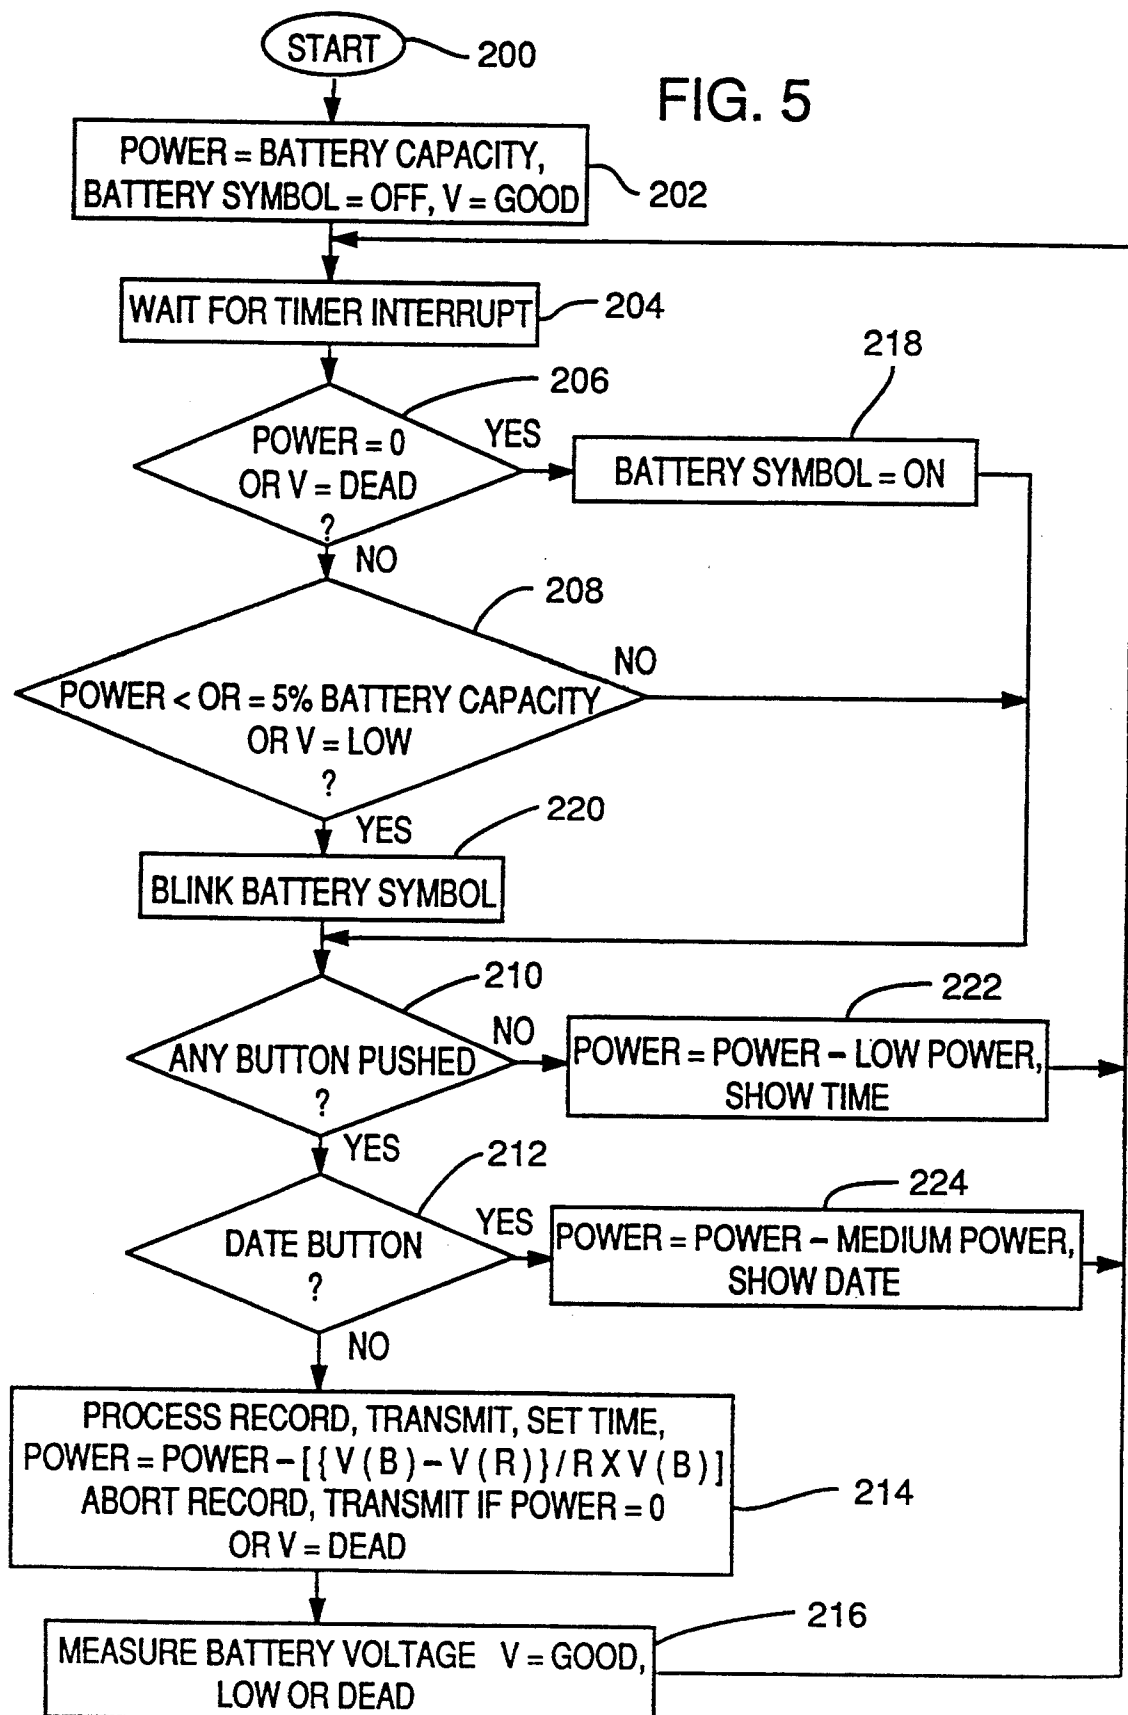 START
200
FIG. 5
POWER = BATTERY CAPACITY,
BATTERY SYMBOL = OFF, V = GOOD
202
WAIT FOR TIMER INTERRUPT
204
206
218
POWER = 0
OR V = DEAD
?
YES
BATTERY SYMBOL = ON
NO
208
NO
POWER < OR = 5% BATTERY CAPACITY
OR V = LOW
?
YES
220
BLINK BATTERY SYMBOL
210
222
ANY BUTTON PUSHED
?
NO
POWER = POWER – LOW POWER,
SHOW TIME
YES
212
224
DATE BUTTON
?
YES
POWER = POWER – MEDIUM POWER,
SHOW DATE
NO
PROCESS RECORD, TRANSMIT, SET TIME,
POWER = POWER – [ { V ( B ) – V ( R ) } / R X V ( B ) ]
ABORT RECORD, TRANSMIT IF POWER = 0
OR V = DEAD
214
216
MEASURE BATTERY VOLTAGE V = GOOD,
LOW OR DEAD